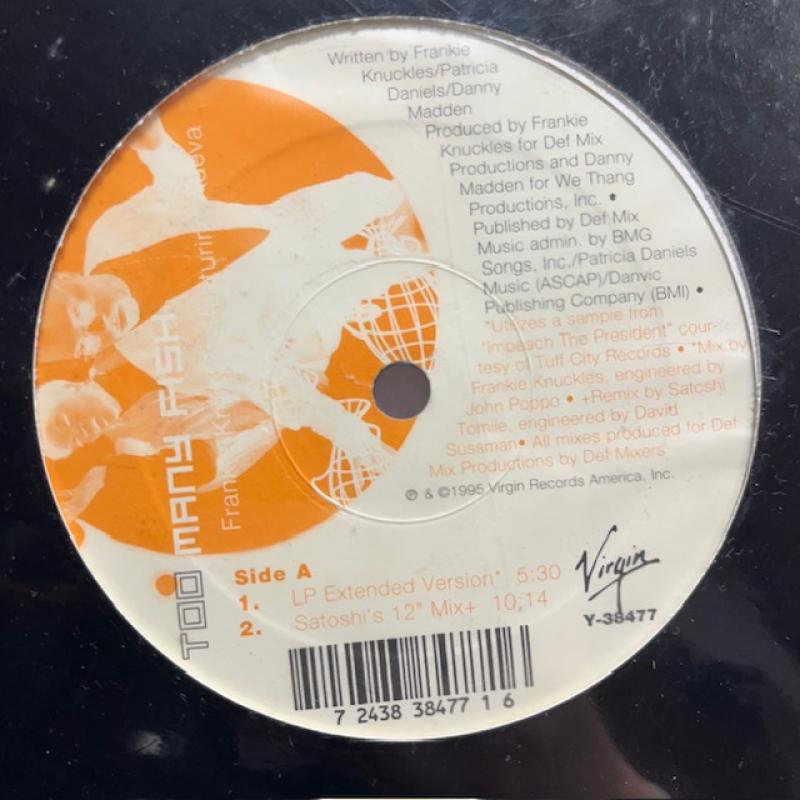 Written by Frankie
Knuckles/Patricia
Daniels/Danny
Madden
Produced by Frankie
Knuckles for Def Mix
Productions and Danny
Madden for We Thang
Productions, Inc. •
Published by Def Mix
Music admin. by BMG
Songs, Inc./Patricia Daniels
Music (ASCAP)/Danvic
Publishing Company (BMI) •
"Utilizes a sample from
"Impeach The President" cour-
tesy of Tuff City Records • *Mix by
Frankie Knuckles, engineered by
John Poppo • +Remix by Satoshi
Tomiie, engineered by David
Sussman• All mixes produced for Def
Mix Productions by Def Mixers
℗ & ©1995 Virgin Records America, Inc.
TOO MANY FISH
Side A
1. LP Extended Version* 5:30
2. Satoshi's 12" Mix+ 10:14
Virgin
Y-38477
7 24383 84771 6